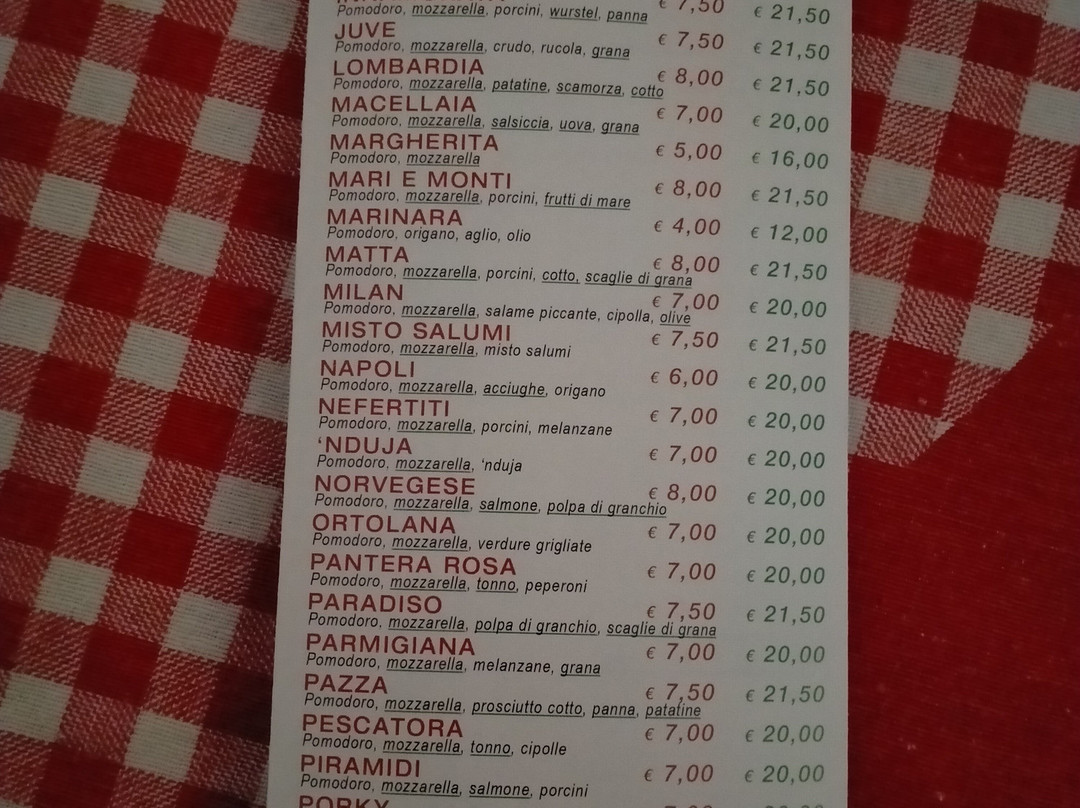 Pomodoro, mozzarella, porcini, wurstel, panna € 7,50 € 21,50
JUVE
Pomodoro, mozzarella, crudo, rucola, grana € 7,50 € 21,50
LOMBARDIA
Pomodoro, mozzarella, patatine, scamorza, cotto € 8,00 € 21,50
MACELLAIA
Pomodoro, mozzarella, salsiccia, uova, grana € 7,00 € 20,00
MARGHERITA
Pomodoro, mozzarella € 5,00 € 16,00
MARI E MONTI
Pomodoro, mozzarella, porcini, frutti di mare € 8,00 € 21,50
MARINARA
Pomodoro, origano, aglio, olio € 4,00 € 12,00
MATTA
Pomodoro, mozzarella, porcini, cotto, scaglie di grana € 8,00 € 21,50
MILAN
Pomodoro, mozzarella, salame piccante, cipolla, olive € 7,00 € 20,00
MISTO SALUMI
Pomodoro, mozzarella, misto salumi € 7,50 € 21,50
NAPOLI
Pomodoro, mozzarella, acciughe, origano € 6,00 € 20,00
NEFERTITI
Pomodoro, mozzarella, porcini, melanzane € 7,00 € 20,00
‘NDUJA
Pomodoro, mozzarella, ‘nduja € 7,00 € 20,00
NORVEGESE
Pomodoro, mozzarella, salmone, polpa di granchio € 8,00 € 20,00
ORTOLANA
Pomodoro, mozzarella, verdure grigliate € 7,00 € 20,00
PANTERA ROSA
Pomodoro, mozzarella, tonno, peperoni € 7,00 € 20,00
PARADISO
Pomodoro, mozzarella, polpa di granchio, scaglie di grana € 7,50 € 21,50
PARMIGIANA
Pomodoro, mozzarella, melanzane, grana € 7,00 € 20,00
PAZZA
Pomodoro, mozzarella, prosciutto cotto, panna, patatine € 7,50 € 21,50
PESCATORA
Pomodoro, mozzarella, tonno, cipolle € 7,00 € 20,00
PIRAMIDI
Pomodoro, mozzarella, salmone, porcini € 7,00 € 20,00
PORKY